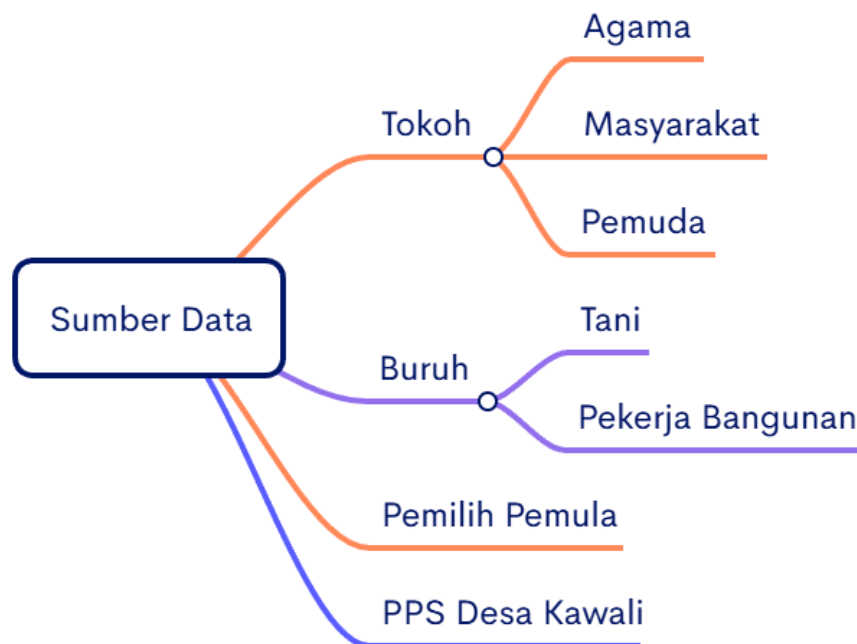 Sumber Data
Tokoh
Agama
Masyarakat
Pemuda
Buruh
Tani
Pekerja Bangunan
Pemilih Pemula
PPS Desa Kawali